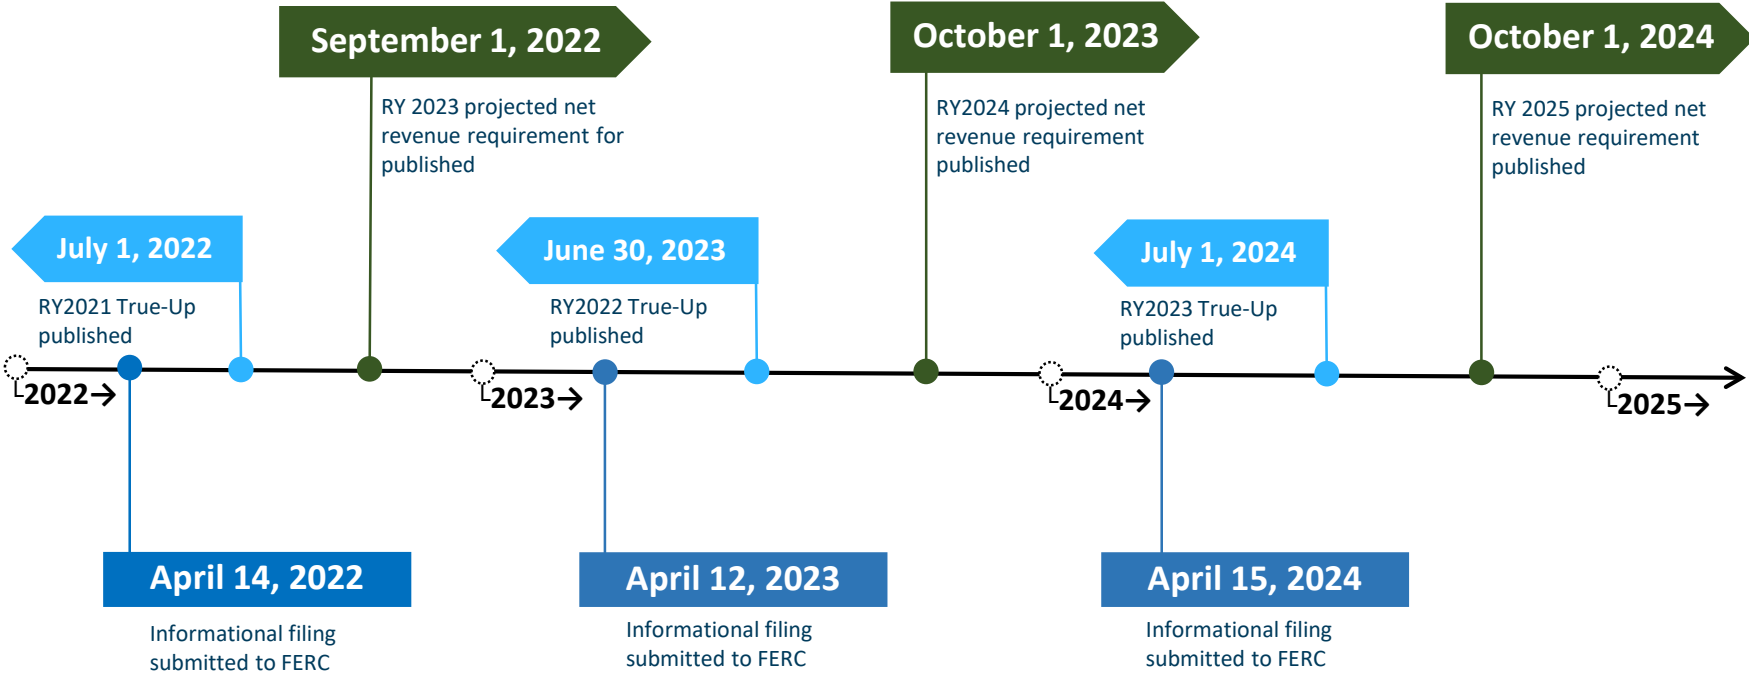 September 1, 2022
RY 2023 projected net
revenue requirement for
published
October 1, 2023
RY2024 projected net
revenue requirement
published
October 1, 2024
RY 2025 projected net
revenue requirement
published
July 1, 2022
RY2021 True-Up
published
June 30, 2023
RY2022 True-Up
published
July 1, 2024
RY2023 True-Up
published
└2022→
└2023→
└2024→
└2025→
April 14, 2022
Informational filing
submitted to FERC
April 12, 2023
Informational filing
submitted to FERC
April 15, 2024
Informational filing
submitted to FERC